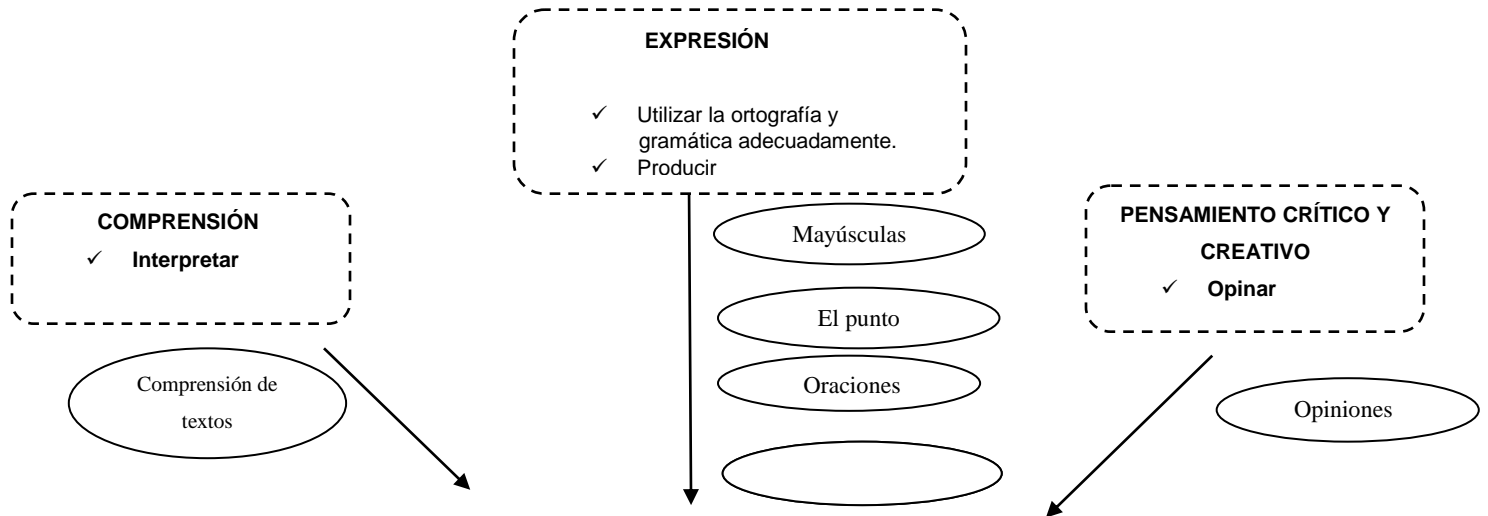 EXPRESIÓN
✓ Utilizar la ortografía y
gramática adecuadamente.
✓ Producir
COMPRENSIÓN
✓ Interpretar
PENSAMIENTO CRÍTICO Y
CREATIVO
✓ Opinar
Mayúsculas
El punto
Oraciones
Comprensión de
textos
Opiniones